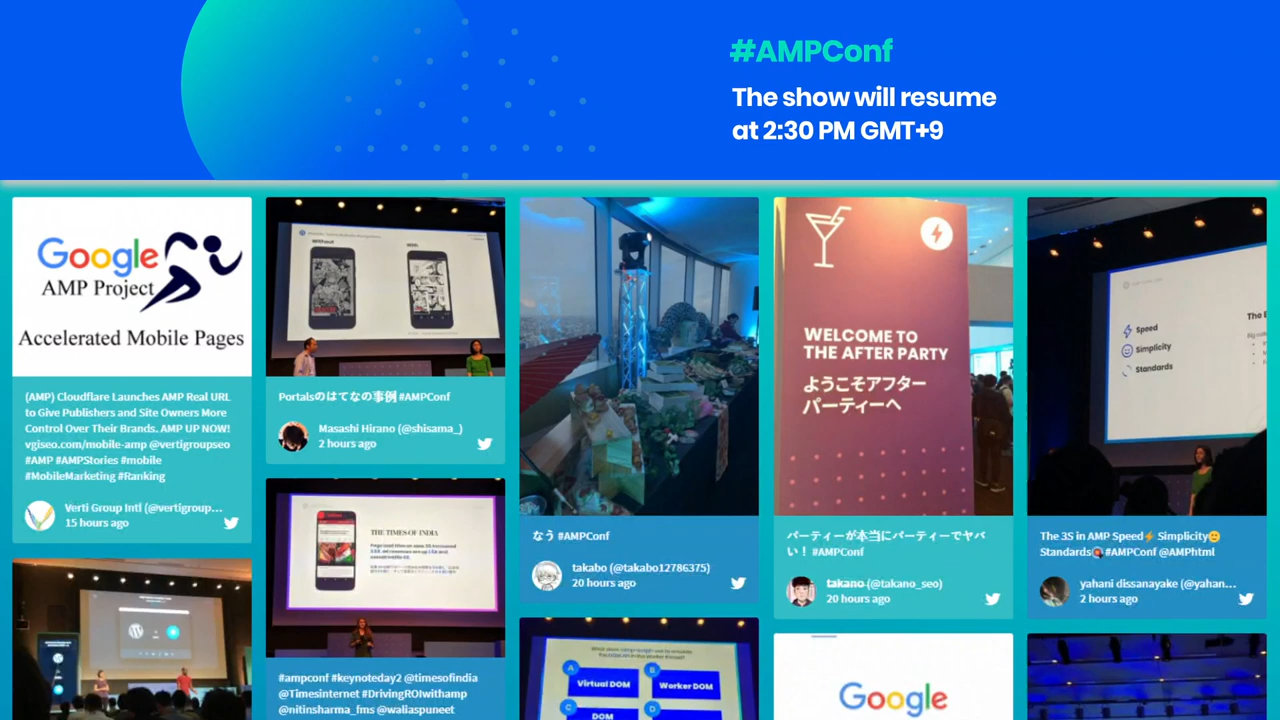 #AMPConf
The show will resume
at 2:30 PM GMT+9
Google
AMP Project
Accelerated Mobile Pages
(AMP) Cloudflare Launches AMP Real URL
to Give Publishers and Site Owners More
Control Over Their Brands. AMP UP NOW!
vgiseo.com/mobile-amp @vertigroupseo
#AMP #AMPStories #mobile
#MobileMarketing #Ranking
Verti Group Intl (@vertigroup...
15 hours ago
Without
With
Portalsのはてなの事例 #AMPConf
Masashi Hirano (@shisama_)
2 hours ago
THE TIMES OF INDIA
#ampconf #keynoteday2 @timesofindia
@Timesinternet #DrivingROIwithamp
@nitinsharma_fms @waliaspuneet
なう #AMPConf
takabo (@takabo12786375)
20 hours ago
A
Virtual DOM
B
Worker DOM
C
DOM
D
WELCOME TO
THE AFTER PARTY
ようこそアフター
パーティーへ
パーティーが本当にパーティーでヤバ
い！ #AMPConf
takano (@takano_seo)
20 hours ago
Google
Speed
Simplicity
Standards
The 3S in AMP Speed⚡ Simplicity
Standards #AMPConf @AMPhtml
yahani dissanayake (@yahan...
2 hours ago